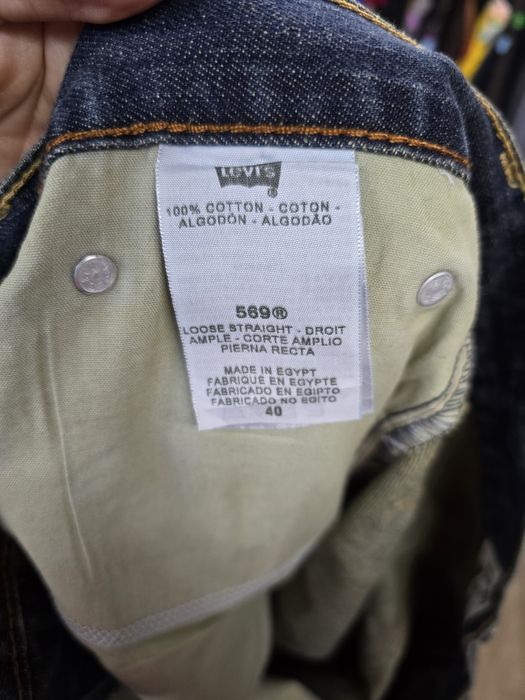 LEVI'S
®
100% COTTON - COTON -
ALGODÓN - ALGODÃO
569®
LOOSE STRAIGHT - DROIT
AMPLE - CORTE AMPLIO
PIERNA RECTA
MADE IN EGYPT
FABRIQUE EN EGYPTE
FABRICADO EN EGIPTO
FABRICADO NO EGITO
40